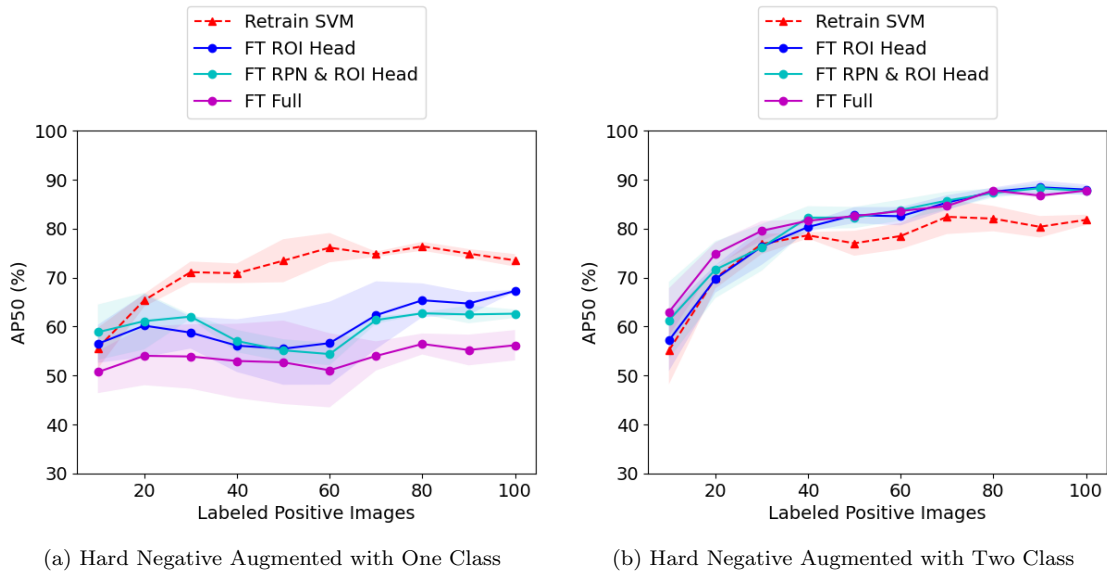 Retrain SVM
FT ROI Head
FT RPN & ROI Head
FT Full
100
90
80
70
60
50
40
30
AP50 (%)
20 40 60 80 100
Labeled Positive Images
(a) Hard Negative Augmented with One Class
Retrain SVM
FT ROI Head
FT RPN & ROI Head
FT Full
100
90
80
70
60
50
40
30
AP50 (%)
20 40 60 80 100
Labeled Positive Images
(b) Hard Negative Augmented with Two Class